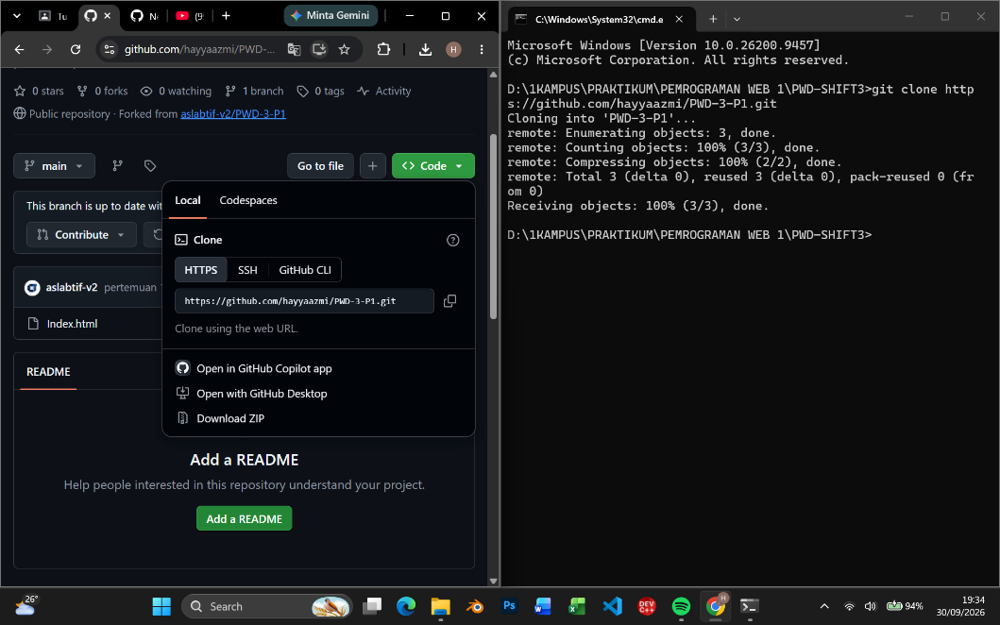 Tu
No
(9
Minta Gemini
github.com/hayyaazmi/PWD-...
H
0 stars 0 forks 0 watching 1 branch 0 tags Activity
Public repository · Forked from aslabtif-v2/PWD-3-P1
main Go to file Code
This branch is up to date wit
Contribute
Local Codespaces
Clone
HTTPS SSH GitHub CLI
https://github.com/hayyaazmi/PWD-3-P1.git
Clone using the web URL.
Open in GitHub Copilot app
Open with GitHub Desktop
Download ZIP
aslabtif-v2 pertemuan
Index.html
README
Add a README
Help people interested in this repository understand your project.
Add a README
C:\Windows\System32\cmd.e
Microsoft Windows [Version 10.0.26200.9457]
(c) Microsoft Corporation. All rights reserved.
D:\1KAMPUS\PRAKTIKUM\PEMROGRAMAN WEB 1\PWD-SHIFT3>git clone http
s://github.com/hayyaazmi/PWD-3-P1.git
Cloning into 'PWD-3-P1'...
remote: Enumerating objects: 3, done.
remote: Counting objects: 100% (3/3), done.
remote: Compressing objects: 100% (2/2), done.
remote: Total 3 (delta 0), reused 3 (delta 0), pack-reused 0 (fr
om 0)
Receiving objects: 100% (3/3), done.
D:\1KAMPUS\PRAKTIKUM\PEMROGRAMAN WEB 1\PWD-SHIFT3>
26°
Search
Ps
DEV C++
H
94%
19:34
30/09/2026